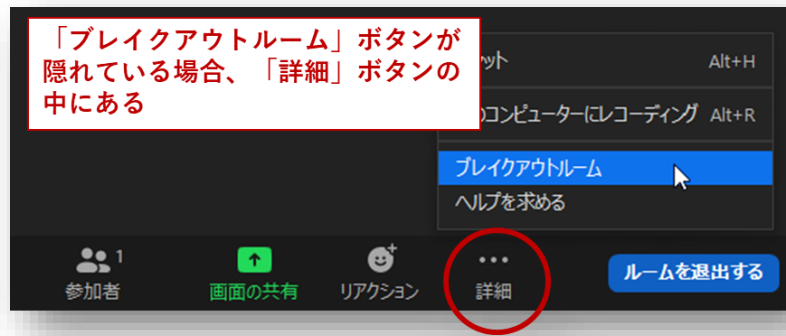 「ブレイクアウトルーム」ボタンが
隠れている場合、「詳細」ボタンの
中にある
ット Alt+H
コンピューターにレコーディング Alt+R
ブレイクアウトルーム
ヘルプを求める
1
参加者
画面の共有
リアクション
詳細
ルームを退出する